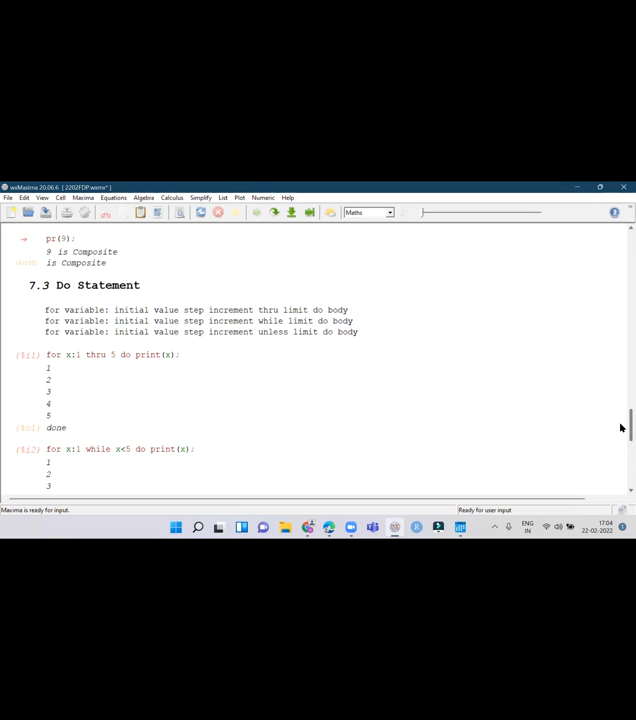 wxMaxima 20.06.6 [ 2202FDP.wxmx* ]
File Edit View Cell Maxima Equations Algebra Calculus Simplify List Plot Numeric Help
Maths
pr(9);
9 is Composite
is Composite
7.3 Do Statement
for variable: initial value step increment thru limit do body
for variable: initial value step increment while limit do body
for variable: initial value step increment unless limit do body
(%i1) for x:1 thru 5 do print(x);
1
2
3
4
5
(%o1) done
(%i2) for x:1 while x<5 do print(x);
1
2
3
Maxima is ready for input. Ready for user input
ENG 17:04
IN 22-02-2022